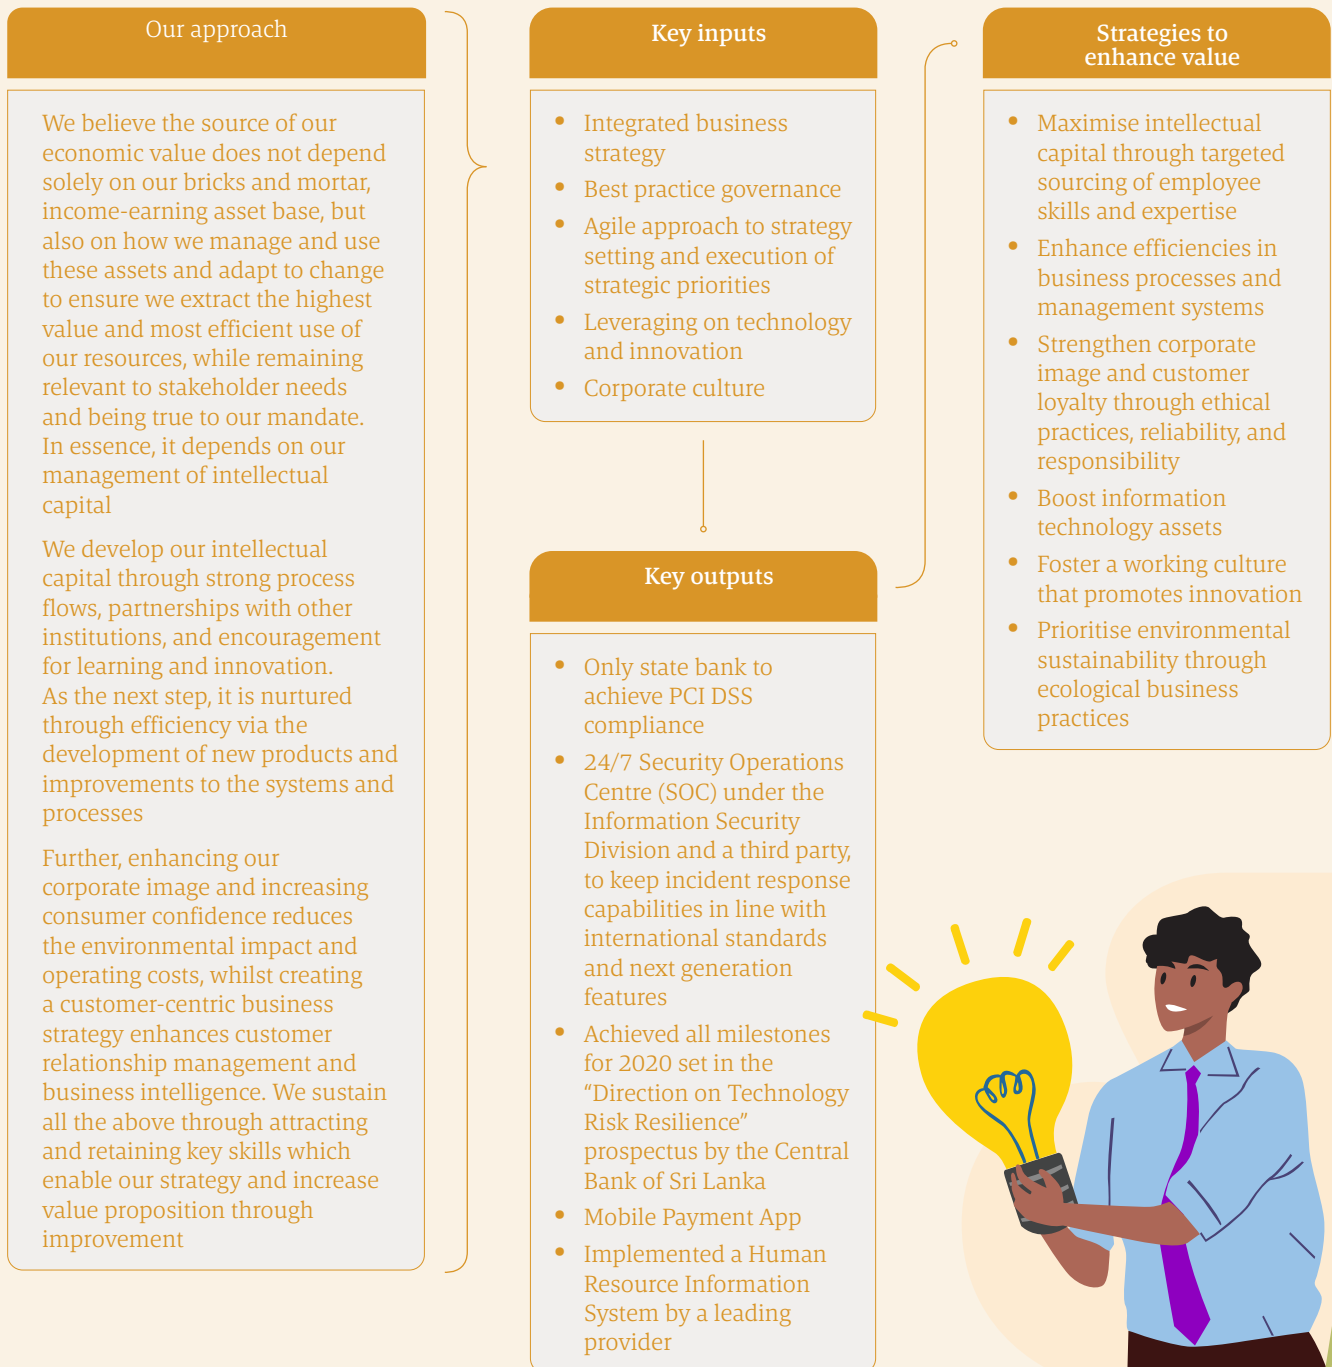 Our approach
We believe the source of our
economic value does not depend
solely on our bricks and mortar,
income-earning asset base, but
also on how we manage and use
these assets and adapt to change
to ensure we extract the highest
value and most efficient use of
our resources, while remaining
relevant to stakeholder needs
and being true to our mandate.
In essence, it depends on our
management of intellectual
capital
We develop our intellectual
capital through strong process
flows, partnerships with other
institutions, and encouragement
for learning and innovation.
As the next step, it is nurtured
through efficiency via the
development of new products and
improvements to the systems and
processes
Further, enhancing our
corporate image and increasing
consumer confidence reduces
the environmental impact and
operating costs, whilst creating
a customer-centric business
strategy enhances customer
relationship management and
business intelligence. We sustain
all the above through attracting
and retaining key skills which
enable our strategy and increase
value proposition through
improvement
Key inputs
• Integrated business
strategy
• Best practice governance
• Agile approach to strategy
setting and execution of
strategic priorities
• Leveraging on technology
and innovation
• Corporate culture
Key outputs
• Only state bank to
achieve PCI DSS
compliance
• 24/7 Security Operations
Centre (SOC) under the
Information Security
Division and a third party,
to keep incident response
capabilities in line with
international standards
and next generation
features
• Achieved all milestones
for 2020 set in the
“Direction on Technology
Risk Resilience”
prospectus by the Central
Bank of Sri Lanka
• Mobile Payment App
• Implemented a Human
Resource Information
System by a leading
provider
Strategies to
enhance value
• Maximise intellectual
capital through targeted
sourcing of employee
skills and expertise
• Enhance efficiencies in
business processes and
management systems
• Strengthen corporate
image and customer
loyalty through ethical
practices, reliability, and
responsibility
• Boost information
technology assets
• Foster a working culture
that promotes innovation
• Prioritise environmental
sustainability through
ecological business
practices